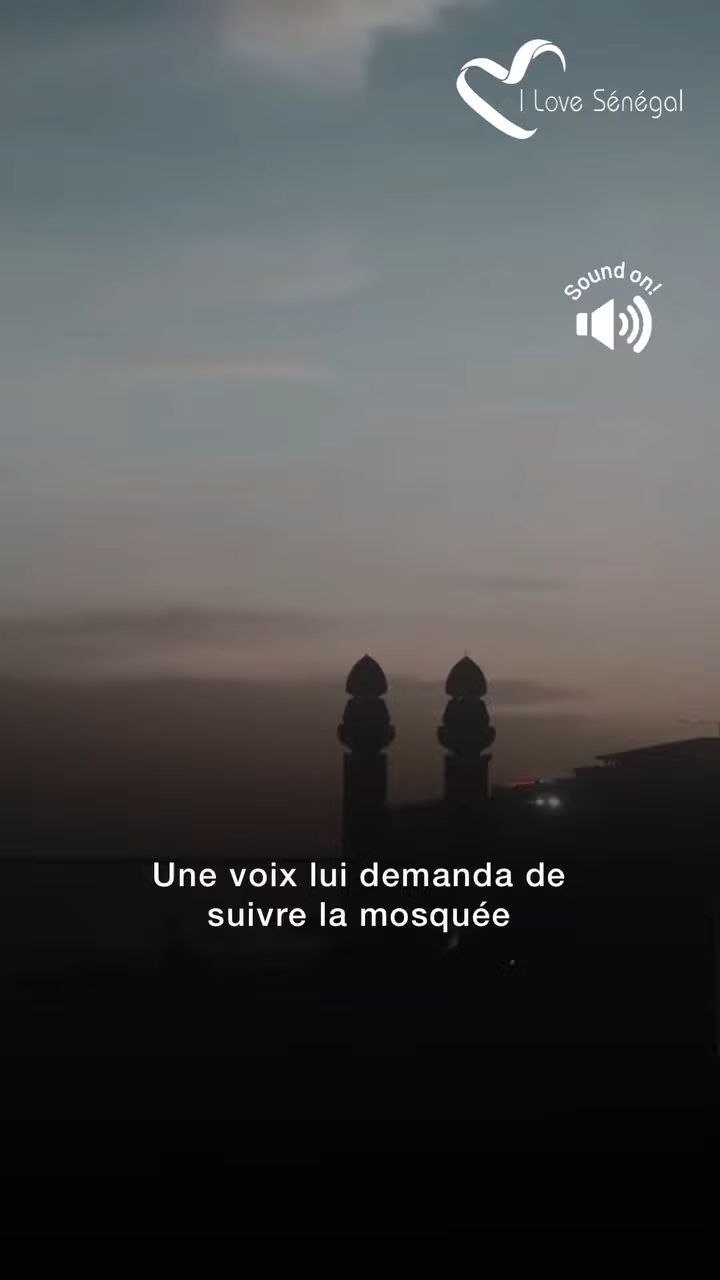 I Love Sénégal
Sound on!
Une voix lui demanda de
suivre la mosquée